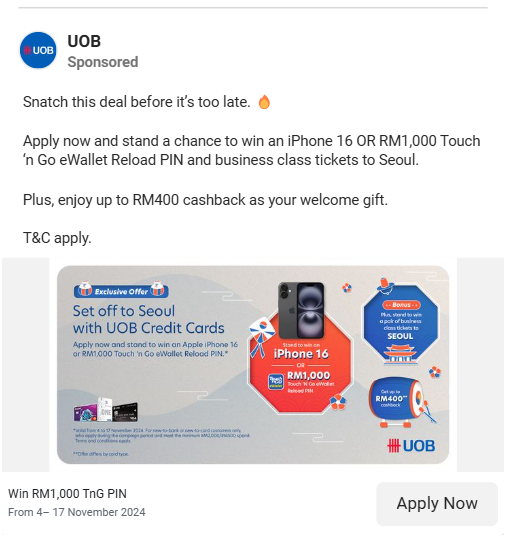 UOB
UOB
Sponsored
Snatch this deal before it's too late. 🔥
Apply now and stand a chance to win an iPhone 16 OR RM1,000 Touch
'n Go eWallet Reload PIN and business class tickets to Seoul.
Plus, enjoy up to RM400 cashback as your welcome gift.
T&C apply.
Exclusive Offer
Set off to Seoul
with UOB Credit Cards
Apply now and stand to win an Apple iPhone 16
or RM1,000 Touch 'n Go eWallet Reload PIN.*
Stand to win an
iPhone 16
OR
RM1,000
Touch 'n Go eWallet
Reload PIN
Bonus
Plus, stand to win
a pair of business
class tickets to
SEOUL
Get up to
RM400**
cashback
*Valid from 4 to 17 November 2024. For new-to-bank or new-to-card customers only,
who apply during the campaign period and meet the minimum spend.
Terms and conditions apply.
**Offer differs by card type.
UOB
Win RM1,000 TnG PIN
From 4– 17 November 2024
Apply Now